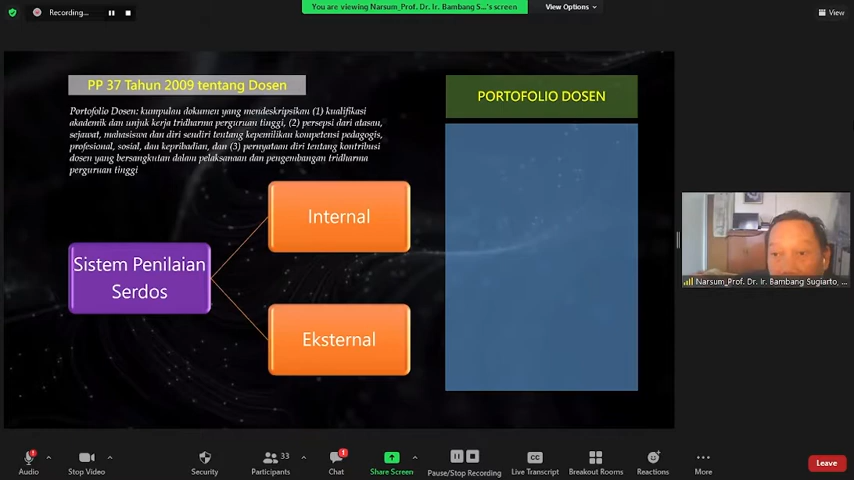 Recording...
You are viewing Narsum_Prof. Dr. Ir. Bambang S...'s screen
View Options
View
PP 37 Tahun 2009 tentang Dosen
Portofolio Dosen: kumpulan dokumen yang mendeskripsikan (1) kualifikasi
akademik dan unjuk kerja tridharma perguruan tinggi, (2) persepsi dari atasan,
sejawat, mahasiswa dan diri sendiri tentang kepemilikan kompetensi pedagogis,
profesional, sosial, dan kepribadian, dan (3) pernyataan diri tentang kontribusi
dosen yang bersangkutan dalam pelaksanaan dan pengembangan tridharma
perguruan tinggi
PORTOFOLIO DOSEN
Internal
Sistem Penilaian
Serdos
Eksternal
Narsum_Prof. Dr. Ir. Bambang Sugiarto, ...
Audio
Stop Video
Security
Participants
33
Chat
1
Share Screen
Pause/Stop Recording
CC
Live Transcript
Breakout Rooms
Reactions
More
Leave